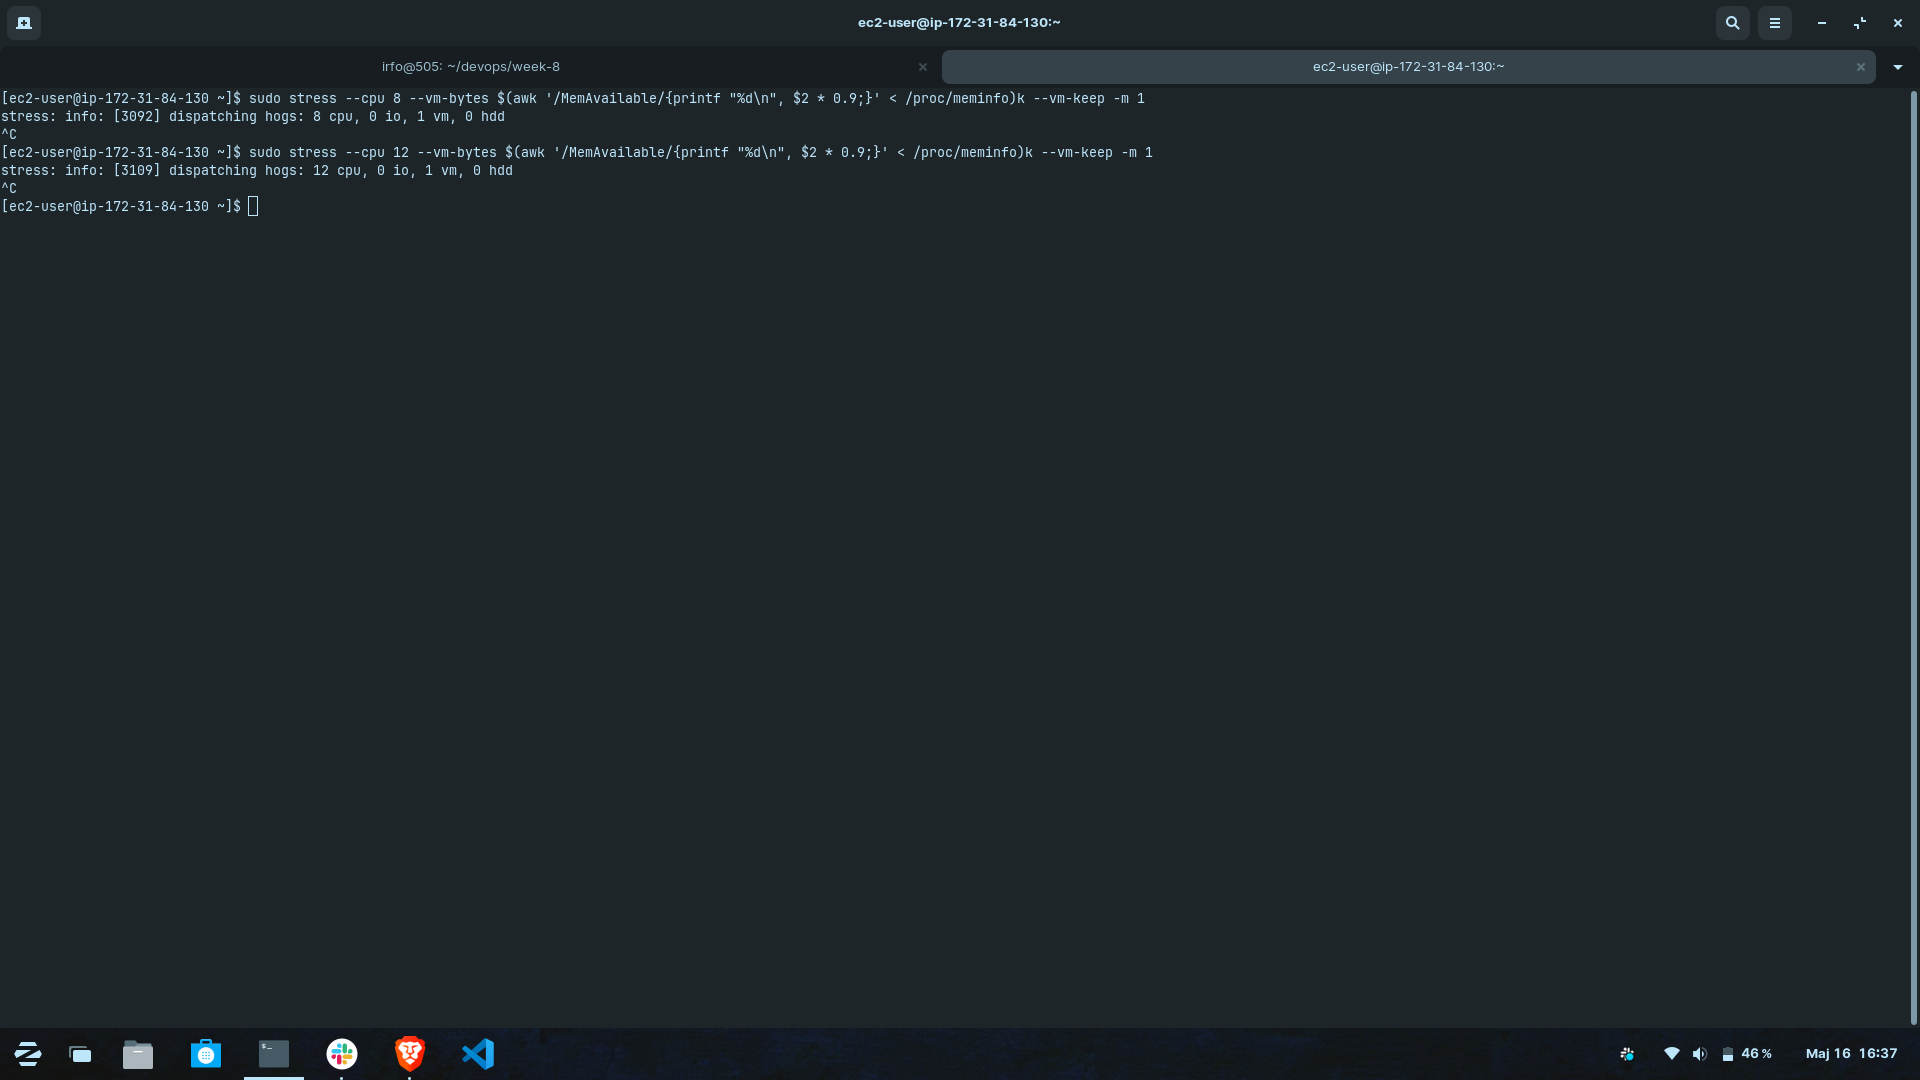 ec2-user@ip-172-31-84-130:~
irfo@505: ~/devops/week-8
ec2-user@ip-172-31-84-130:~
[ec2-user@ip-172-31-84-130 ~]$ sudo stress --cpu 8 --vm-bytes $(awk '/MemAvailable/{printf "%d\n", $2 * 0.9;}' < /proc/meminfo)k --vm-keep -m 1
stress: info: [3092] dispatching hogs: 8 cpu, 0 io, 1 vm, 0 hdd
^C
[ec2-user@ip-172-31-84-130 ~]$ sudo stress --cpu 12 --vm-bytes $(awk '/MemAvailable/{printf "%d\n", $2 * 0.9;}' < /proc/meminfo)k --vm-keep -m 1
stress: info: [3109] dispatching hogs: 12 cpu, 0 io, 1 vm, 0 hdd
^C
[ec2-user@ip-172-31-84-130 ~]$
46 %
Maj 16 16:37